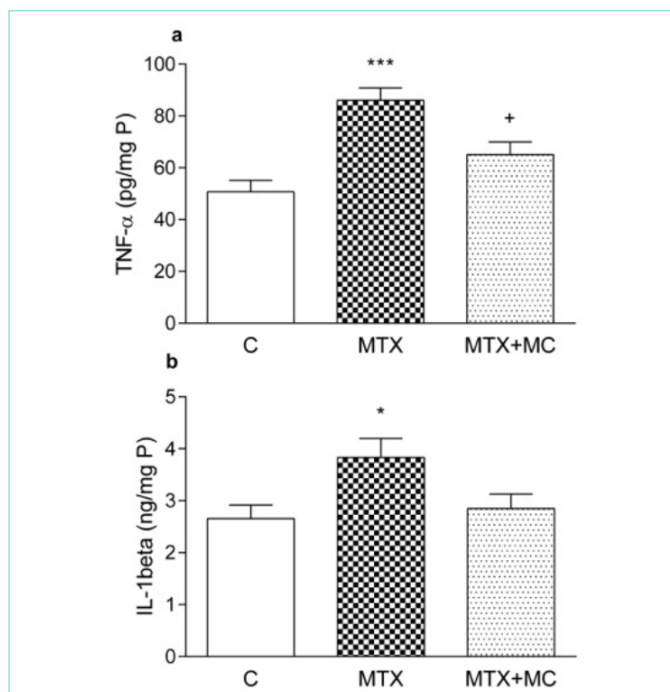 a
TNF-α (pg/mg P)
100
80
60
40
20
0
***
+
C MTX MTX+MC
b
IL-1beta (ng/mg P)
5
4
3
2
1
0
*
C MTX MTX+MC